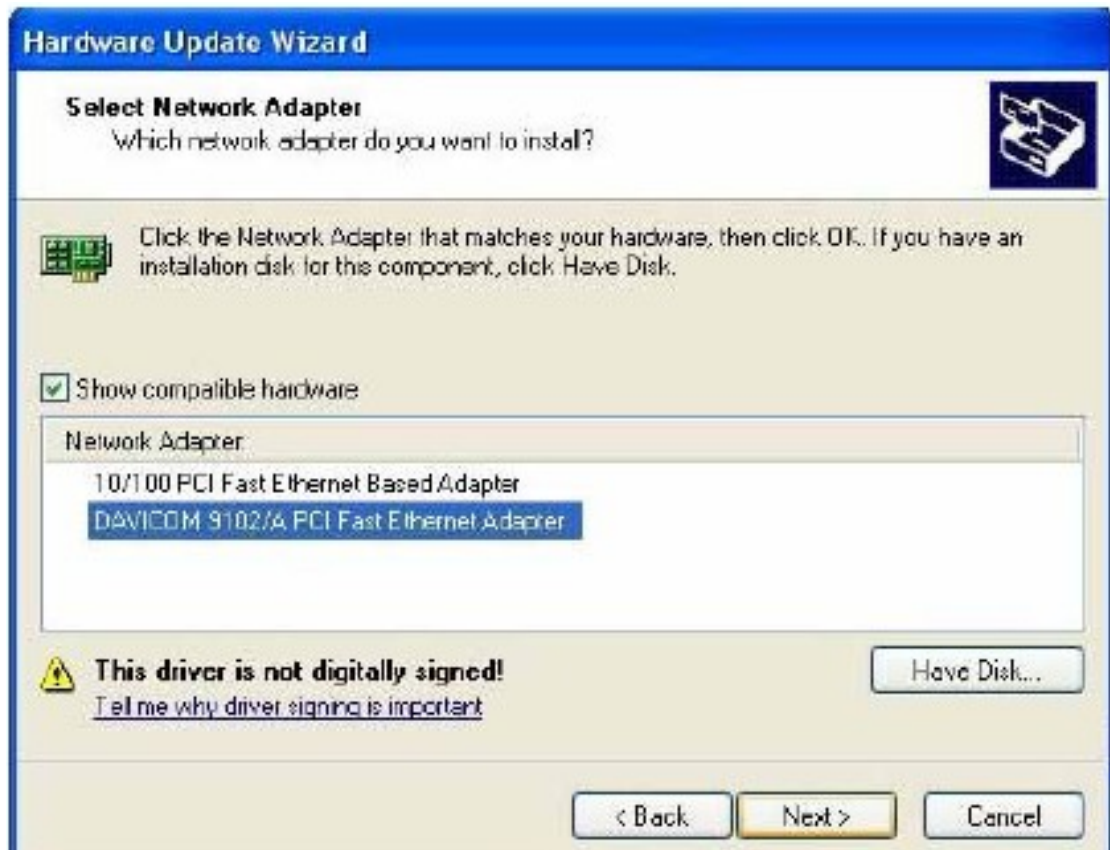 Hardware Update Wizard
Select Network Adapter
Which network adapter do you want to install?
Click the Network Adapter that matches your hardware, then click OK. If you have an
installation disk for this component, click Have Disk.
Show compatible hardware
Network Adapter
10/100 PCI Fast Ethernet Based Adapter
DAVICOM 9102/A PCI Fast Ethernet Adapter
This driver is not digitally signed!
Have Disk...
Tell me why driver signing is important
< Back
Next >
Cancel